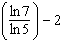 (ln 7 / ln 5) − 2